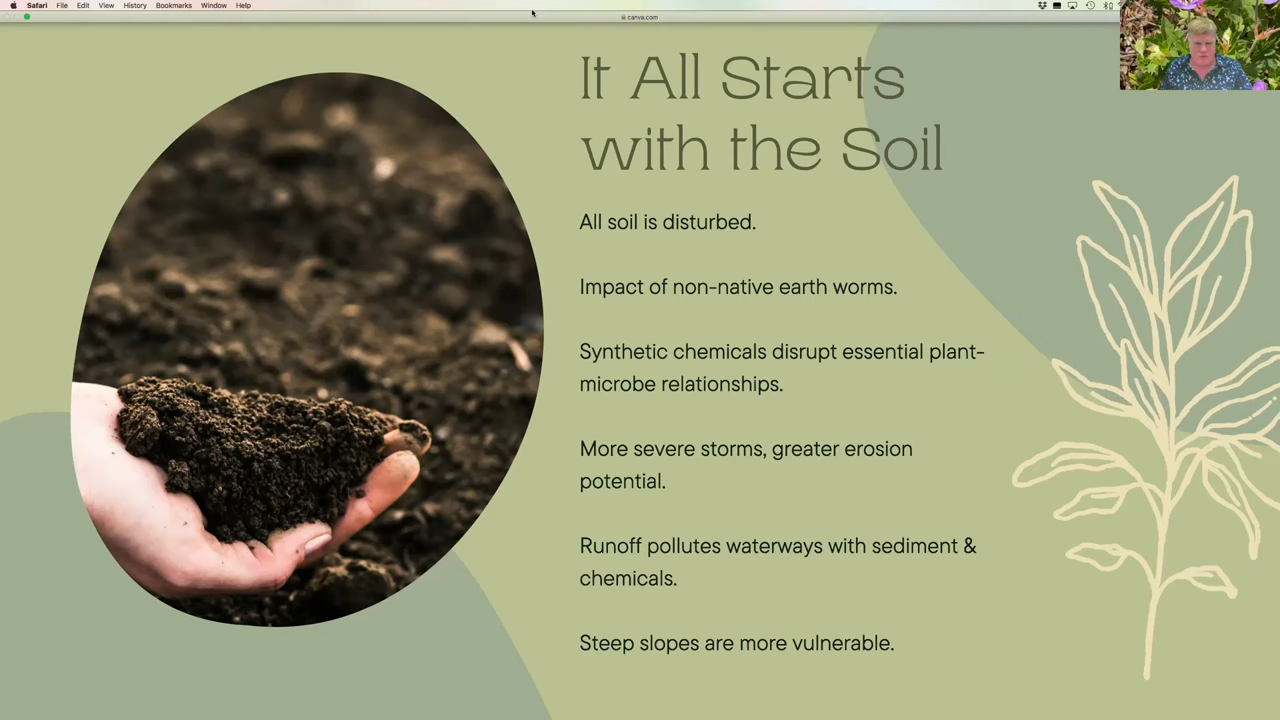 Safari File Edit View History Bookmarks Window Help
canva.com
It All Starts
with the Soil
All soil is disturbed.
Impact of non-native earth worms.
Synthetic chemicals disrupt essential plant-
microbe relationships.
More severe storms, greater erosion
potential.
Runoff pollutes waterways with sediment &
chemicals.
Steep slopes are more vulnerable.